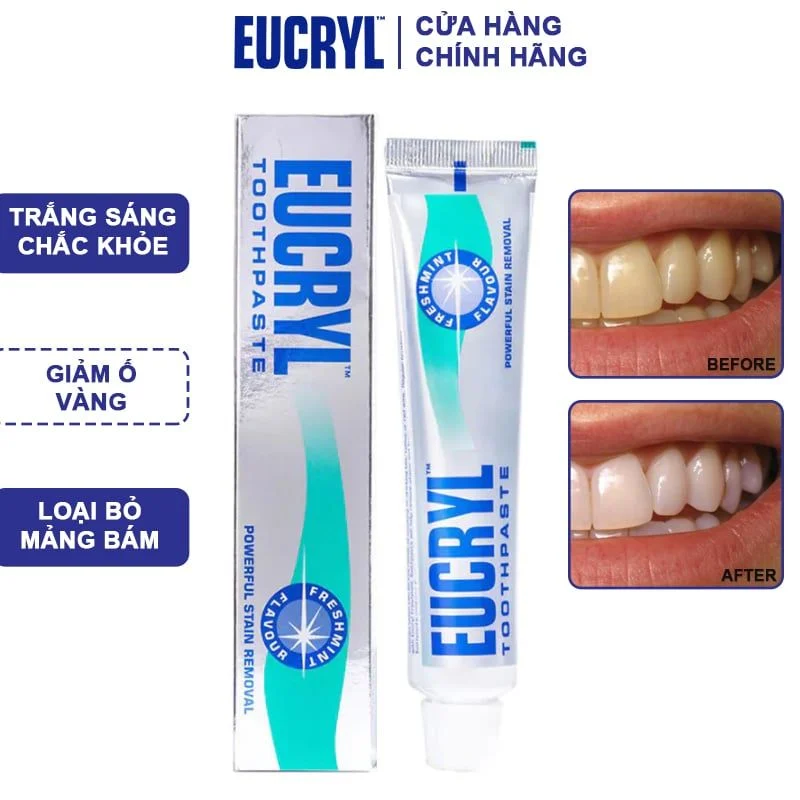 EUCRYL™
CỬA HÀNG
CHÍNH HÃNG
TRẮNG SÁNG
CHẮC KHỎE
GIẢM Ố
VÀNG
LOẠI BỎ
MẢNG BÁM
EUCRYL™
TOOTHPASTE
POWERFUL STAIN REMOVAL
FRESHMINT
FLAVOUR
FRESHMINT
FLAVOUR
POWERFUL STAIN REMOVAL
EUCRYL™
TOOTHPASTE
BEFORE
AFTER